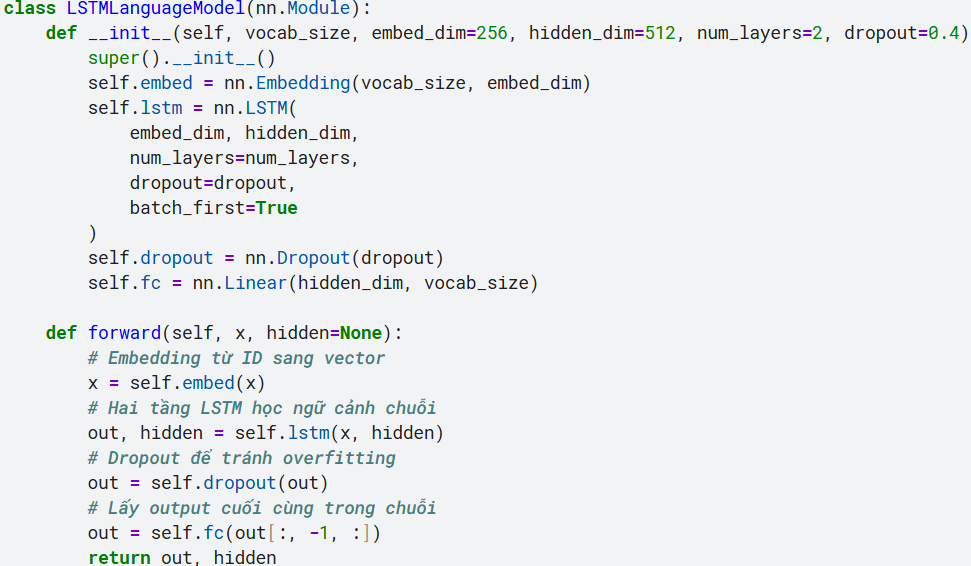 class LSTMLanguageModel(nn.Module):
    def __init__(self, vocab_size, embed_dim=256, hidden_dim=512, num_layers=2, dropout=0.4)
        super().__init__()
        self.embed = nn.Embedding(vocab_size, embed_dim)
        self.lstm = nn.LSTM(
            embed_dim, hidden_dim,
            num_layers=num_layers,
            dropout=dropout,
            batch_first=True
        )
        self.dropout = nn.Dropout(dropout)
        self.fc = nn.Linear(hidden_dim, vocab_size)

    def forward(self, x, hidden=None):
        # Embedding từ ID sang vector
        x = self.embed(x)
        # Hai tầng LSTM học ngữ cảnh chuỗi
        out, hidden = self.lstm(x, hidden)
        # Dropout để tránh overfitting
        out = self.dropout(out)
        # Lấy output cuối cùng trong chuỗi
        out = self.fc(out[:, -1, :])
        return out, hidden